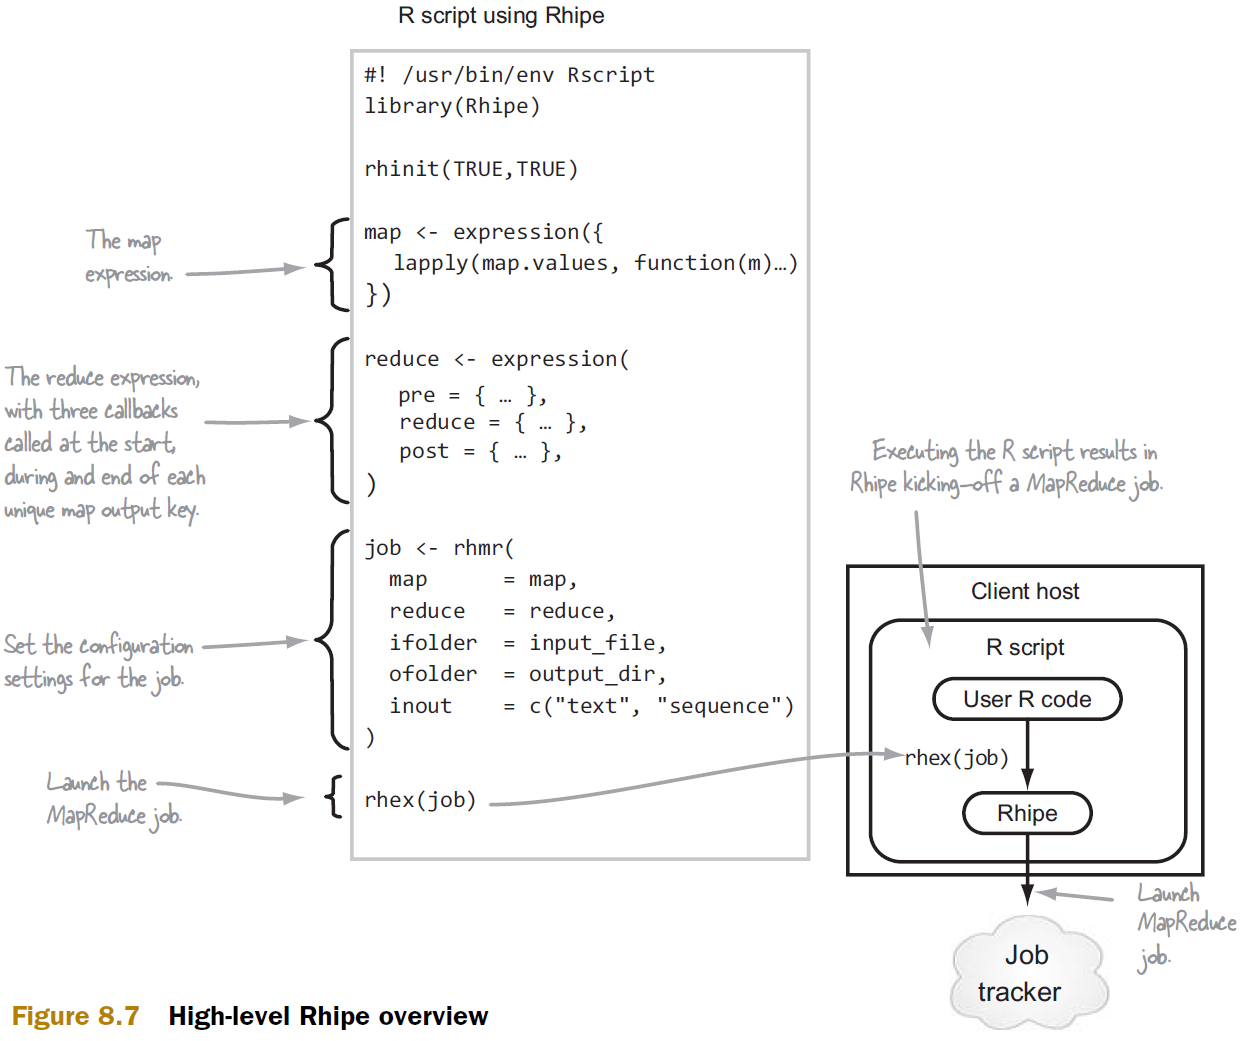 R script using Rhipe
#! /usr/bin/env Rscript
library(Rhipe)
rhinit(TRUE,TRUE)
The map
expression.
map <- expression({
lapply(map.values, function(m)…)
})
The reduce expression,
with three callbacks
called at the start,
during and end of each
unique map output key.
reduce <- expression(
pre = { … },
reduce = { … },
post = { … },
)
Set the configuration
settings for the job.
job <- rhmr(
map = map,
reduce = reduce,
ifolder = input_file,
ofolder = output_dir,
inout = c("text", "sequence")
)
Launch the
MapReduce job.
rhex(job)
Executing the R script results in
Rhipe kicking–off a MapReduce job.
Client host
R script
User R code
rhex(job)
Rhipe
Launch
MapReduce
job.
Job
tracker
Figure 8.7 High-level Rhipe overview